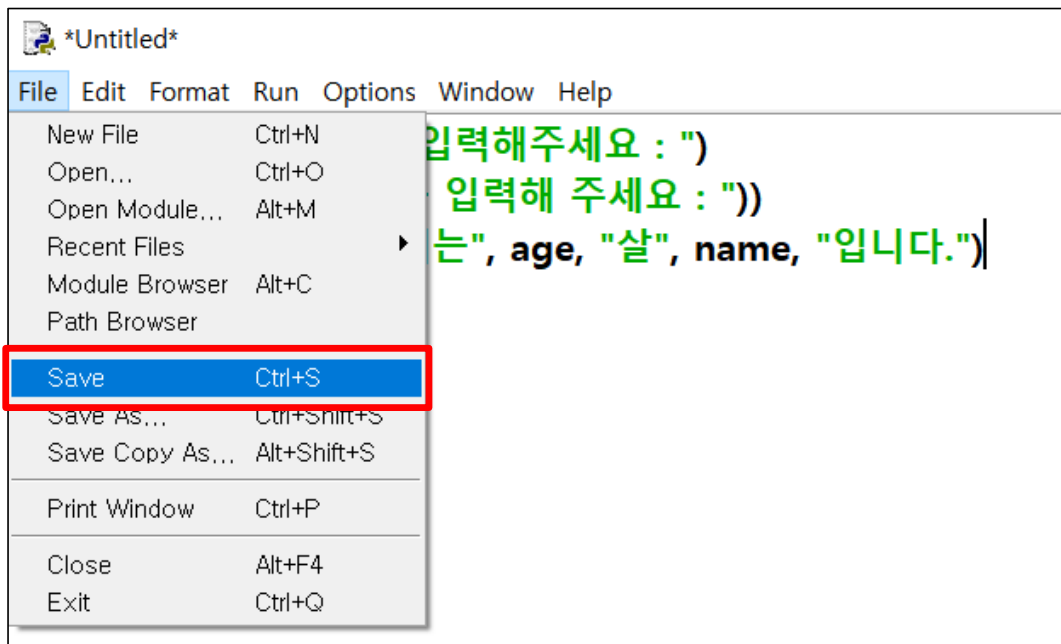 *Untitled*
File Edit Format Run Options Window Help
New File Ctrl+N
Open... Ctrl+O
Open Module... Alt+M
Recent Files
Module Browser Alt+C
Path Browser
Save Ctrl+S
Save As... Ctrl+Shift+S
Save Copy As... Alt+Shift+S
Print Window Ctrl+P
Close Alt+F4
Exit Ctrl+Q
입력해주세요 : ")
입력해 주세요 : "))
는", age, "살", name, "입니다.")